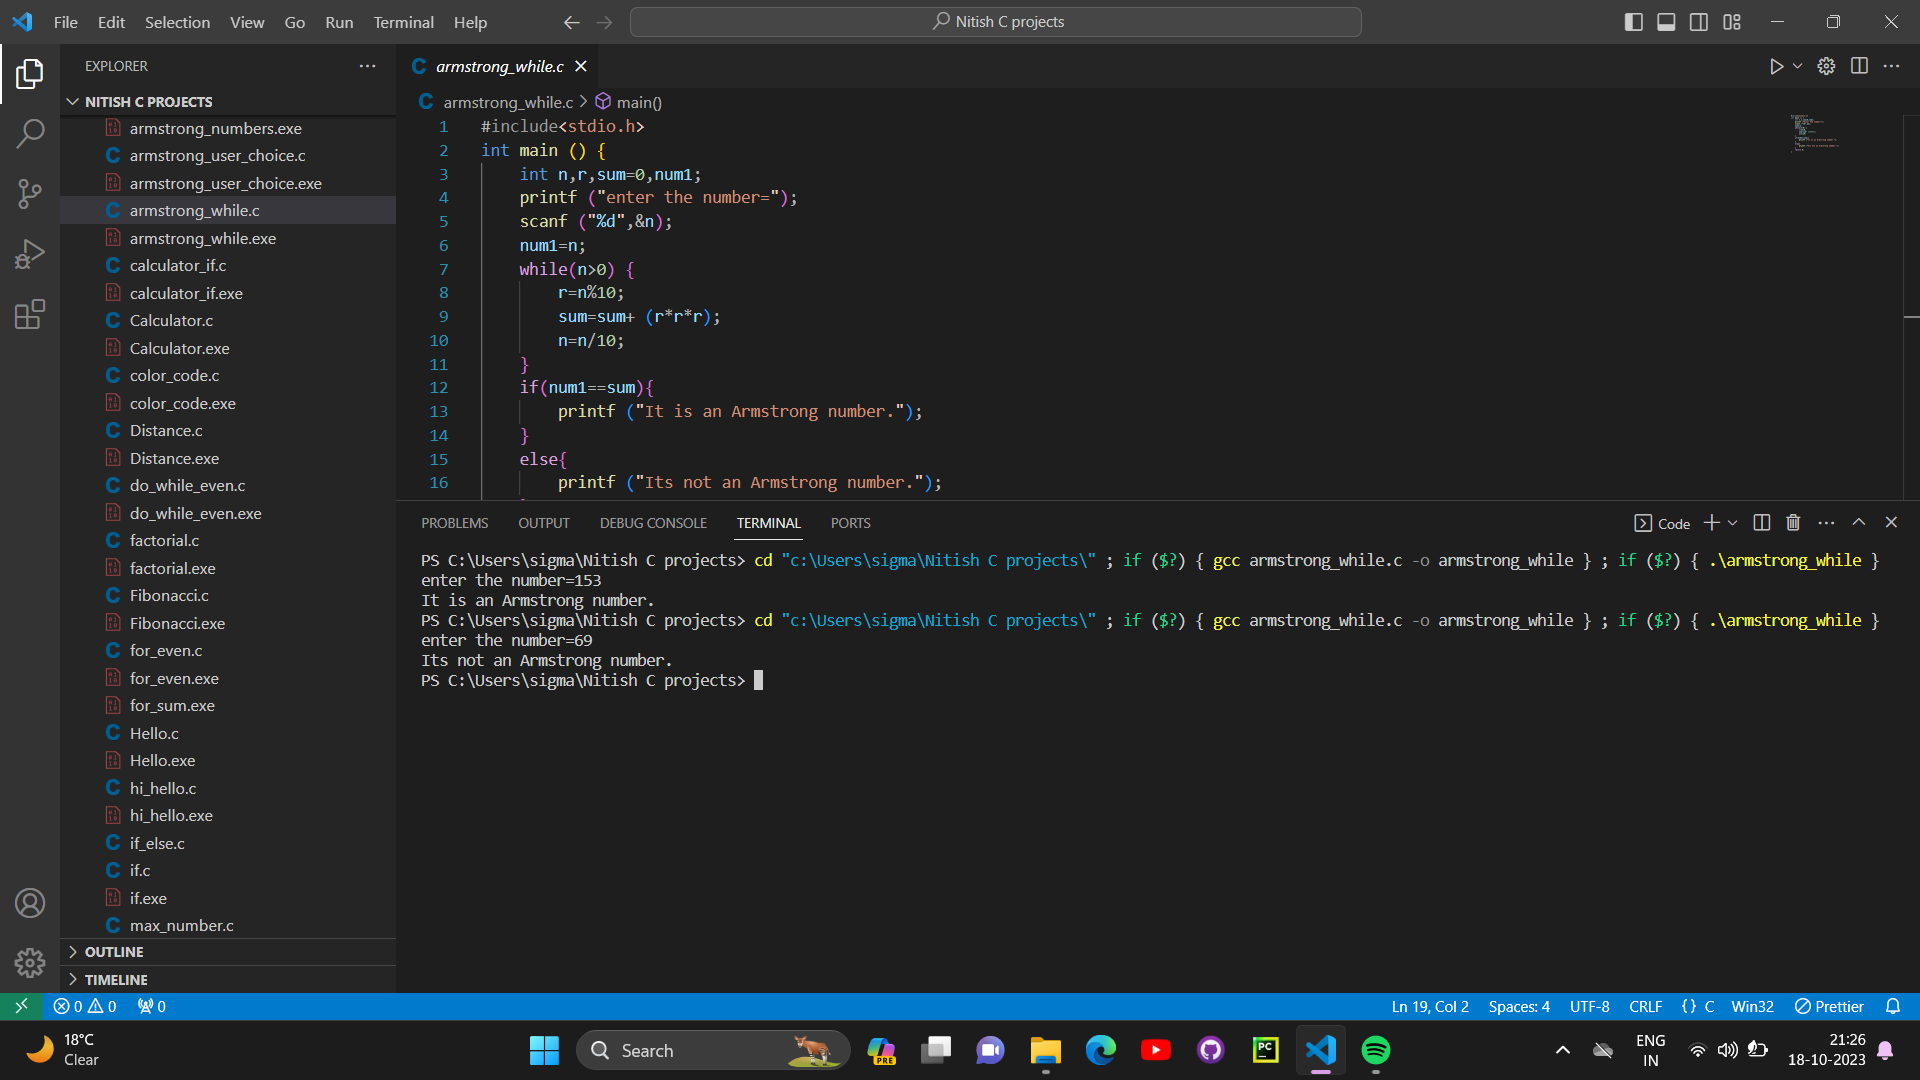 File Edit Selection View Go Run Terminal Help
Nitish C projects
EXPLORER
NITISH C PROJECTS
armstrong_numbers.exe
armstrong_user_choice.c
armstrong_user_choice.exe
armstrong_while.c
armstrong_while.exe
calculator_if.c
calculator_if.exe
Calculator.c
Calculator.exe
color_code.c
color_code.exe
Distance.c
Distance.exe
do_while_even.c
do_while_even.exe
factorial.c
factorial.exe
Fibonacci.c
Fibonacci.exe
for_even.c
for_even.exe
for_sum.exe
Hello.c
Hello.exe
hi_hello.c
hi_hello.exe
if_else.c
if.c
if.exe
max_number.c
OUTLINE
TIMELINE
armstrong_while.c
armstrong_while.c > main()
1 #include<stdio.h>
2 int main () {
3 int n,r,sum=0,num1;
4 printf ("enter the number=");
5 scanf ("%d",&n);
6 num1=n;
7 while(n>0) {
8 r=n%10;
9 sum=sum+ (r*r*r);
10 n=n/10;
11 }
12 if(num1==sum){
13 printf ("It is an Armstrong number.");
14 }
15 else{
16 printf ("Its not an Armstrong number.");
PROBLEMS OUTPUT DEBUG CONSOLE TERMINAL PORTS
Code
PS C:\Users\sigma\Nitish C projects> cd "c:\Users\sigma\Nitish C projects\" ; if ($?) { gcc armstrong_while.c -o armstrong_while } ; if ($?) { .\armstrong_while }
enter the number=153
It is an Armstrong number.
PS C:\Users\sigma\Nitish C projects> cd "c:\Users\sigma\Nitish C projects\" ; if ($?) { gcc armstrong_while.c -o armstrong_while } ; if ($?) { .\armstrong_while }
enter the number=69
Its not an Armstrong number.
PS C:\Users\sigma\Nitish C projects>
0 0 0
Ln 19, Col 2 Spaces: 4 UTF-8 CRLF {} C Win32 Prettier
18°C
Clear
Search
PRE
PC
ENG
IN
21:26
18-10-2023